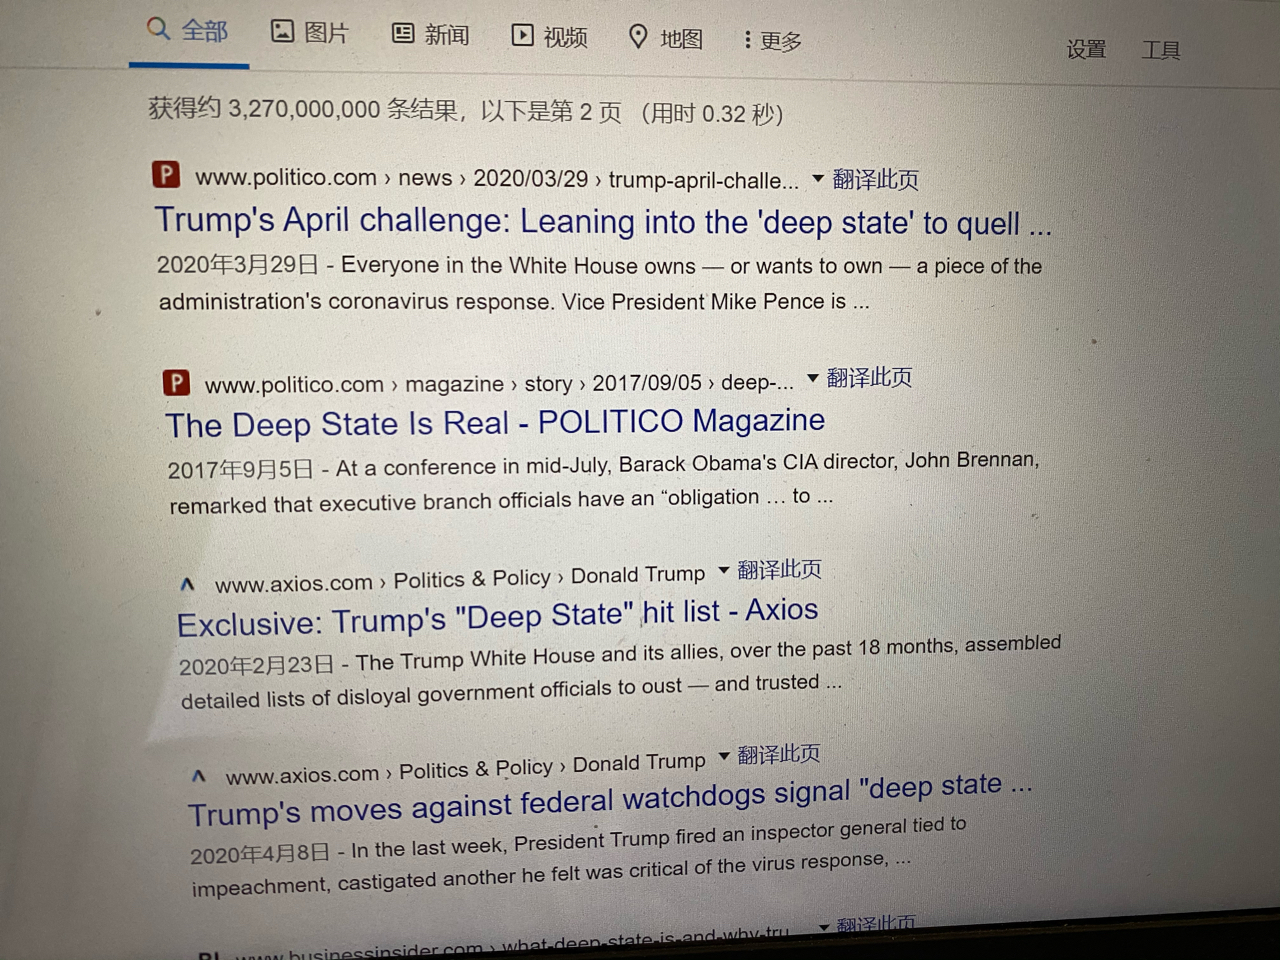 全部 图片 新闻 视频 地图 更多 设置 工具
获得约 3,270,000,000 条结果，以下是第 2 页 （用时 0.32 秒）
P www.politico.com › news › 2020/03/29 › trump-april-challe... 翻译此页
Trump's April challenge: Leaning into the 'deep state' to quell ...
2020年3月29日 - Everyone in the White House owns — or wants to own — a piece of the
administration's coronavirus response. Vice President Mike Pence is ...
P www.politico.com › magazine › story › 2017/09/05 › deep-... 翻译此页
The Deep State Is Real - POLITICO Magazine
2017年9月5日 - At a conference in mid-July, Barack Obama's CIA director, John Brennan,
remarked that executive branch officials have an “obligation … to ...
www.axios.com › Politics & Policy › Donald Trump 翻译此页
Exclusive: Trump's "Deep State" hit list - Axios
2020年2月23日 - The Trump White House and its allies, over the past 18 months, assembled
detailed lists of disloyal government officials to oust — and trusted ...
www.axios.com › Politics & Policy › Donald Trump 翻译此页
Trump's moves against federal watchdogs signal "deep state ...
2020年4月8日 - In the last week, President Trump fired an inspector general tied to
impeachment, castigated another he felt was critical of the virus response, ...
BI www.businessinsider.com › what-deep-state-is-and-why-tru... 翻译此页